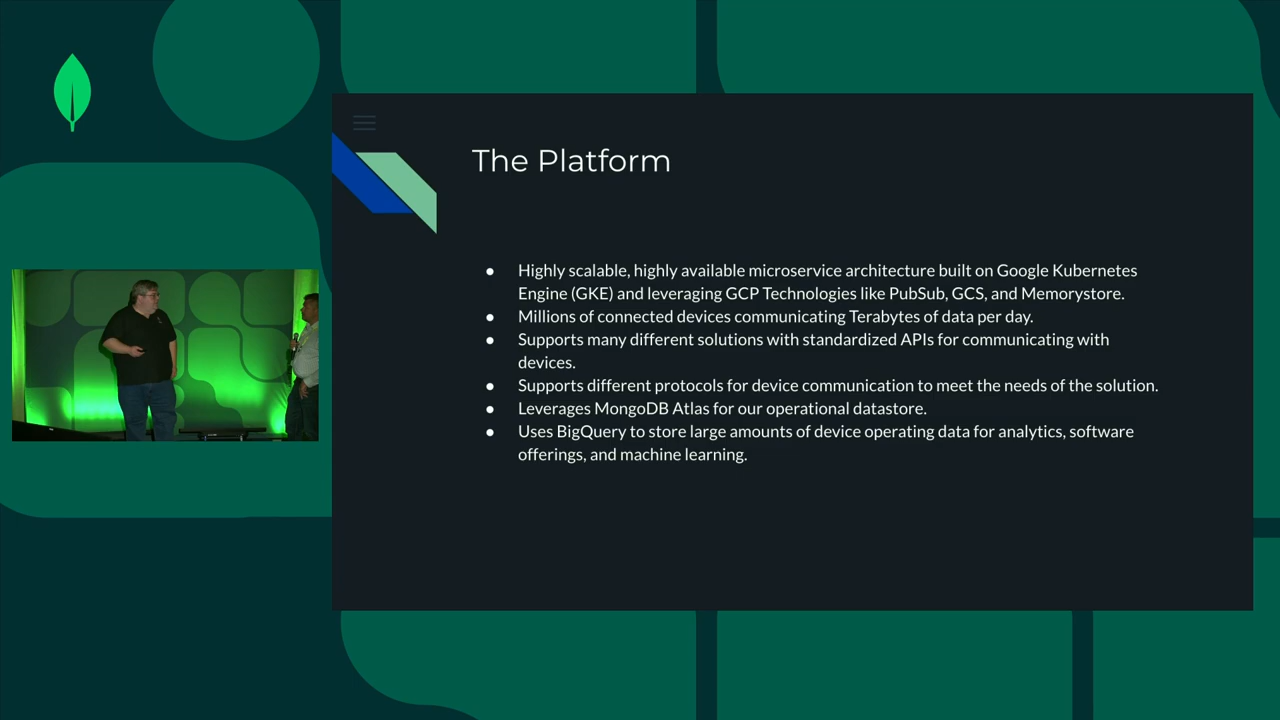 The Platform
● Highly scalable, highly available microservice architecture built on Google Kubernetes
Engine (GKE) and leveraging GCP Technologies like PubSub, GCS, and Memorystore.
● Millions of connected devices communicating Terabytes of data per day.
● Supports many different solutions with standardized APIs for communicating with
devices.
● Supports different protocols for device communication to meet the needs of the solution.
● Leverages MongoDB Atlas for our operational datastore.
● Uses BigQuery to store large amounts of device operating data for analytics, software
offerings, and machine learning.